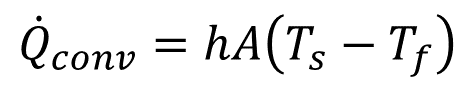 Q̇_conv = hA(T_s − T_f)